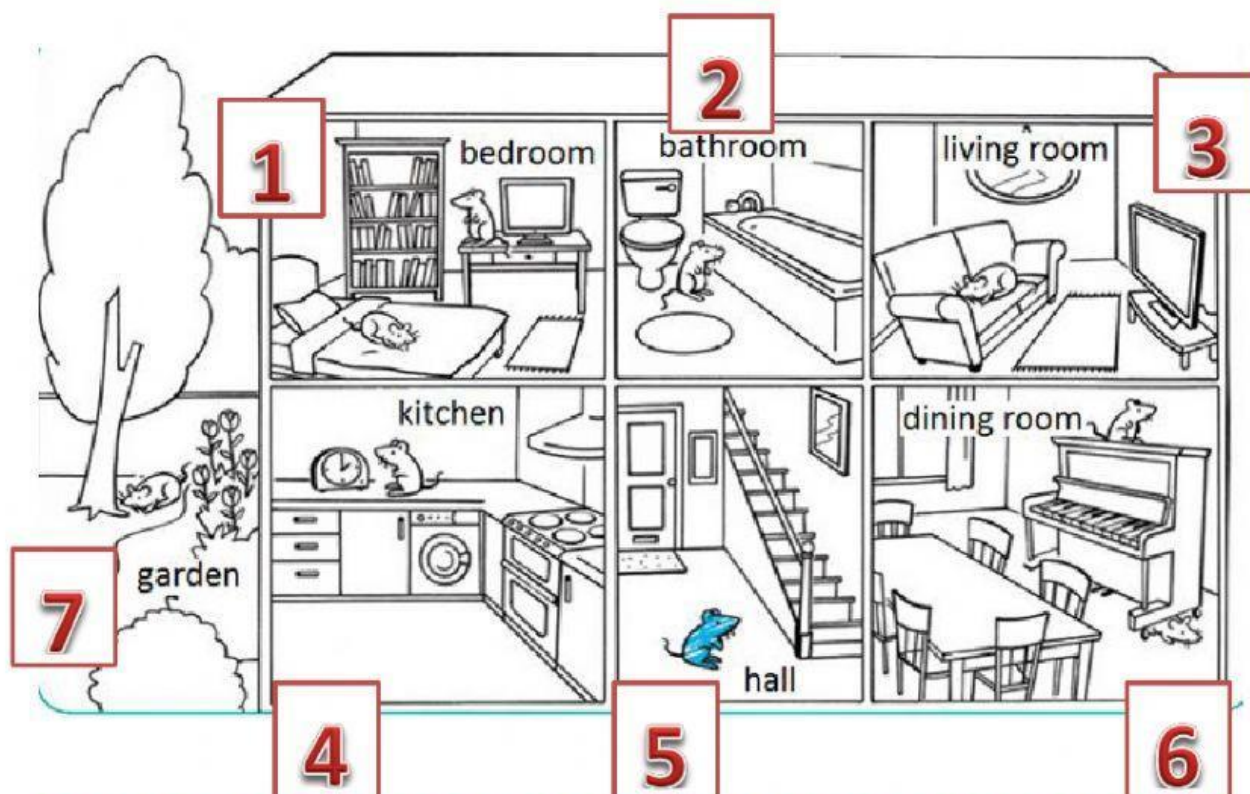 2
1
bedroom
bathroom
living room
3
kitchen
dining room
7
garden
hall
4
5
6